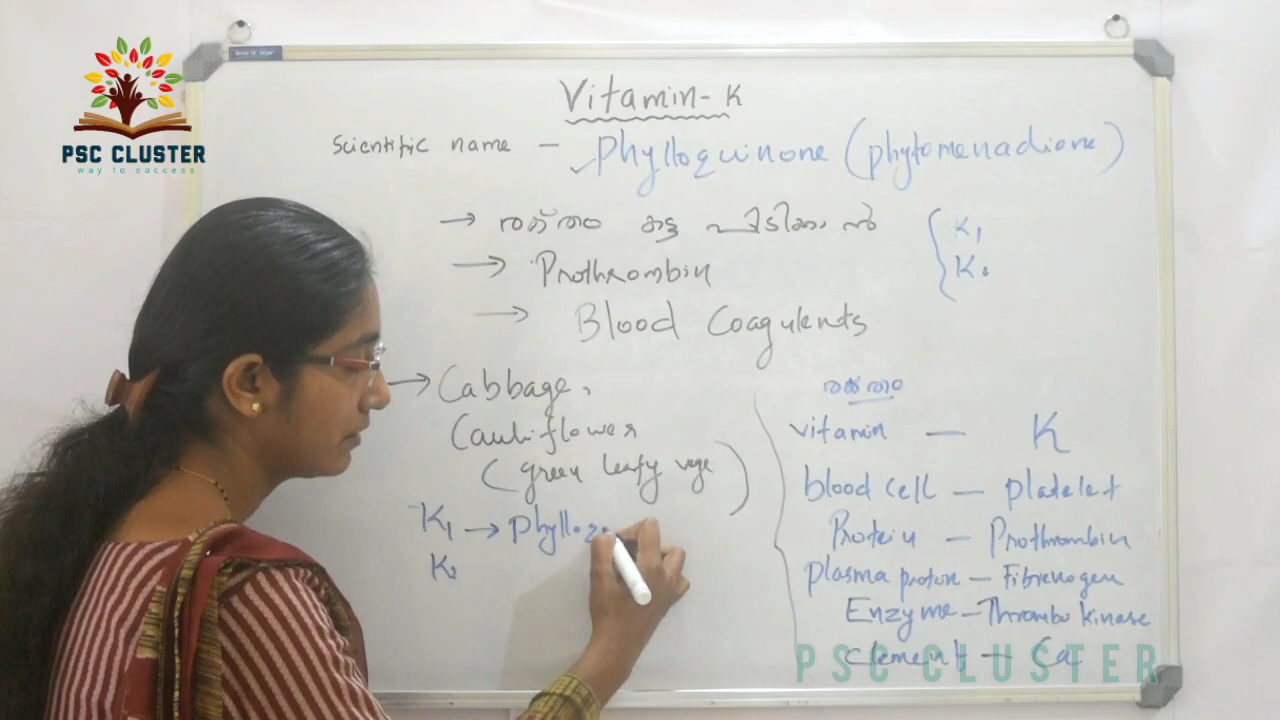 PSC CLUSTER
way to success
Vitamin - K
Scientific name - ✓ Phylloquinone (phytomenadione)
→ രക്തം കട്ട പിടിക്കാൻ
K1
K2
→ Prothrombin
→ Blood Coagulents
→ Cabbage,
Cauliflower
(green leafy vege)
K1 → Phyllo
K2
രക്തം
vitamin - K
blood cell - platelet
Protein - Prothrombin
plasma protein - Fibrenogen
Enzyme - Thrombo kinase
element - Ca
PSC CLUSTER